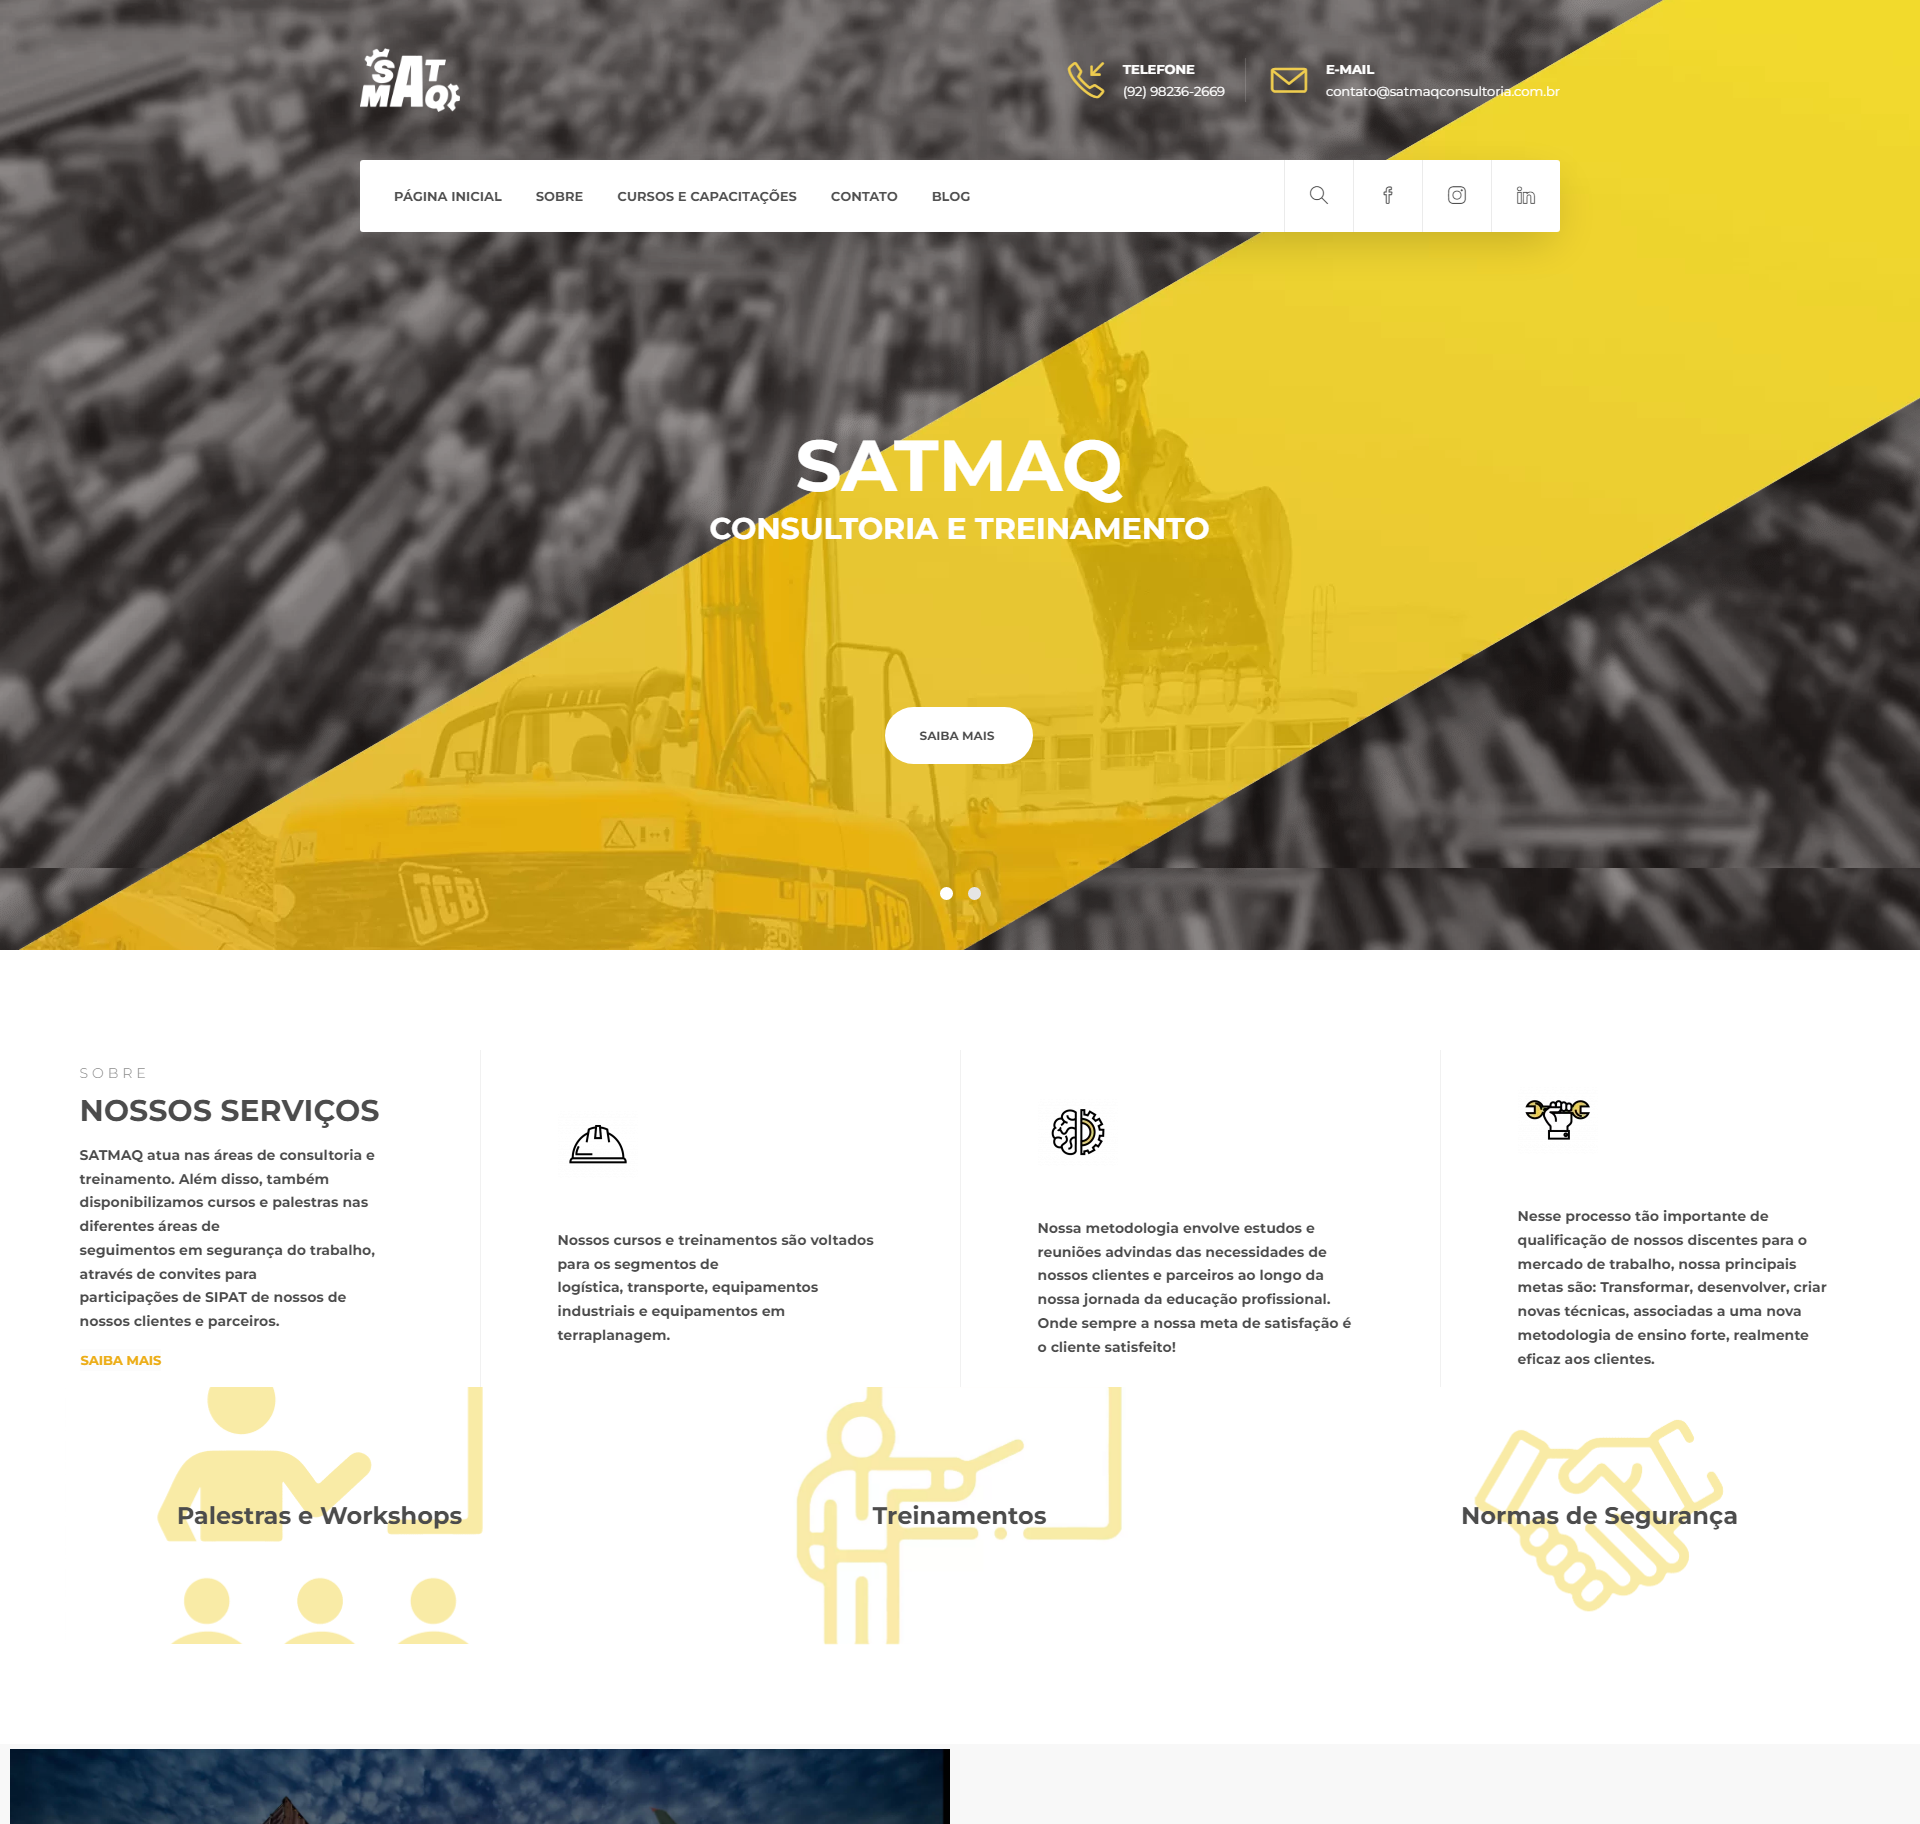 SAT
MAQ
TELEFONE
(92) 98236-2669
E-MAIL
contato@satmaqconsultoria.com.br
PÁGINA INICIAL SOBRE CURSOS E CAPACITAÇÕES CONTATO BLOG
SATMAQ
CONSULTORIA E TREINAMENTO
SAIBA MAIS
JCB
JCB
SOBRE
NOSSOS SERVIÇOS
SATMAQ atua nas áreas de consultoria e
treinamento. Além disso, também
disponibilizamos cursos e palestras nas
diferentes áreas de
seguimentos em segurança do trabalho,
através de convites para
participações de SIPAT de nossos de
nossos clientes e parceiros.
SAIBA MAIS
Nossos cursos e treinamentos são voltados
para os segmentos de
logística, transporte, equipamentos
industriais e equipamentos em
terraplanagem.
Nossa metodologia envolve estudos e
reuniões advindas das necessidades de
nossos clientes e parceiros ao longo da
nossa jornada da educação profissional.
Onde sempre a nossa meta de satisfação é
o cliente satisfeito!
Nesse processo tão importante de
qualificação de nossos discentes para o
mercado de trabalho, nossa principais
metas são: Transformar, desenvolver, criar
novas técnicas, associadas a uma nova
metodologia de ensino forte, realmente
eficaz aos clientes.
Palestras e Workshops
Treinamentos
Normas de Segurança